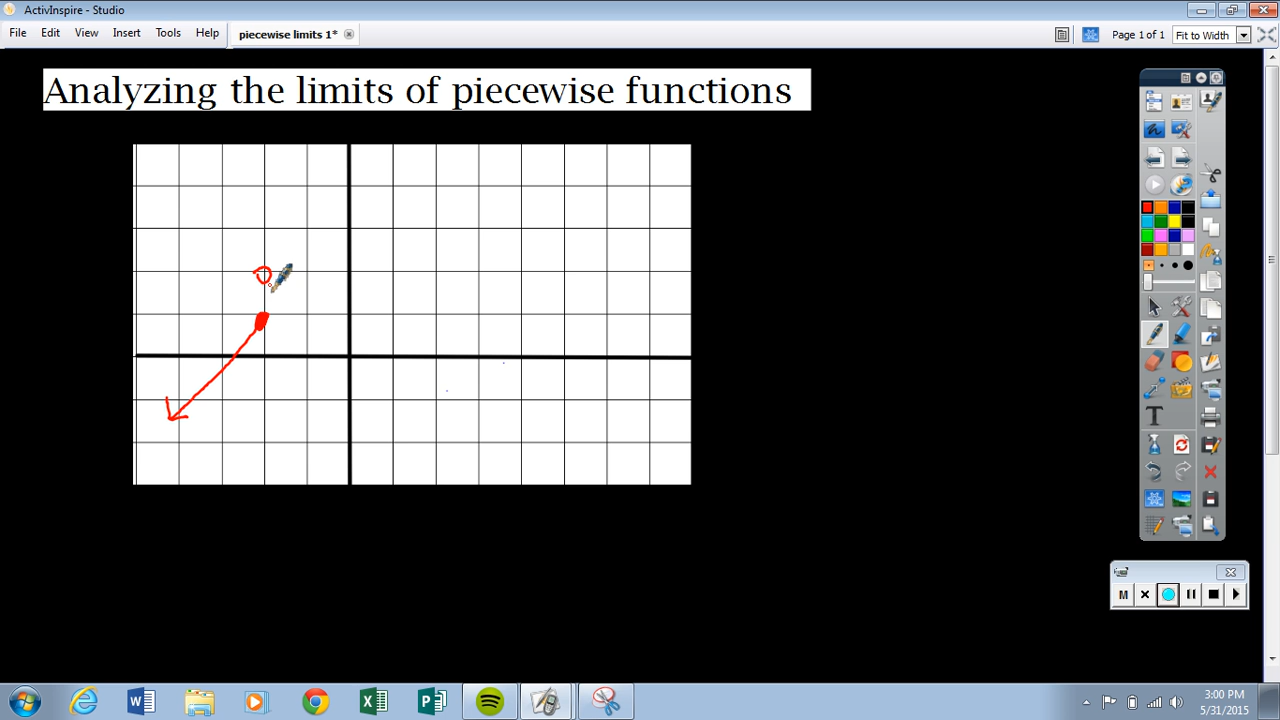 ActivInspire - Studio
File Edit View Insert Tools Help piecewise limits 1* Page 1 of 1 Fit to Width
Analyzing the limits of piecewise functions
T
M
3:00 PM
5/31/2015